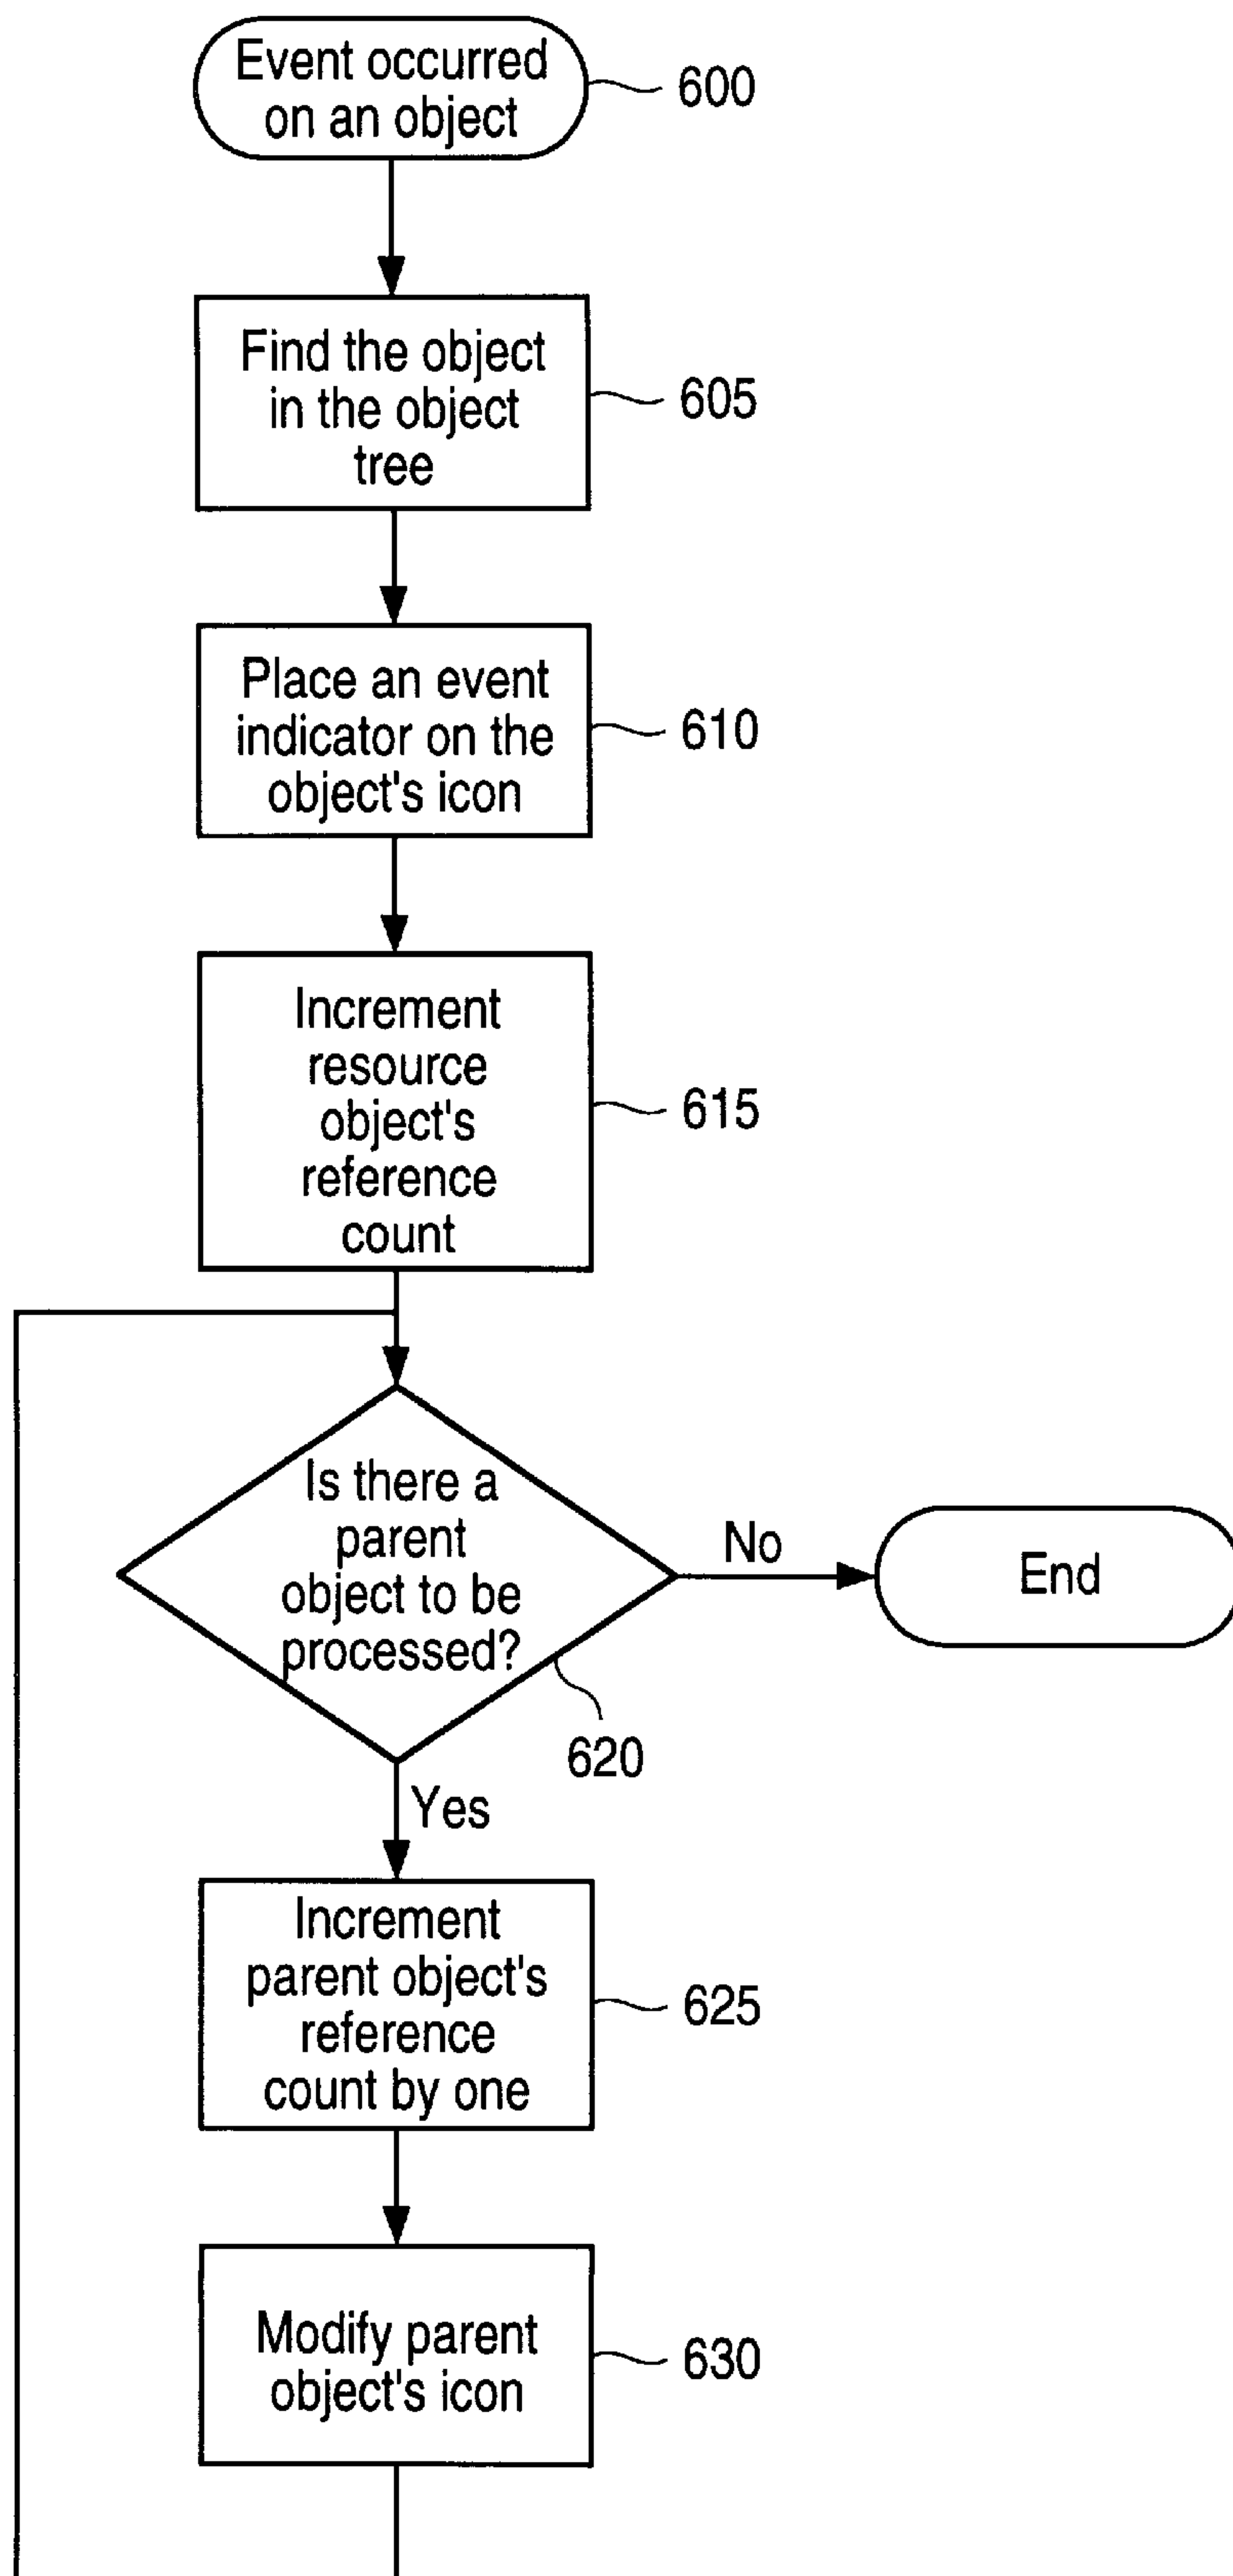 Event occurred
on an object
600
Find the object
in the object
tree
605
Place an event
indicator on the
object's icon
610
Increment
resource
object's
reference
count
615
Is there a
parent
object to be
processed?
620
No
End
Yes
Increment
parent object's
reference
count by one
625
Modify parent
object's icon
630